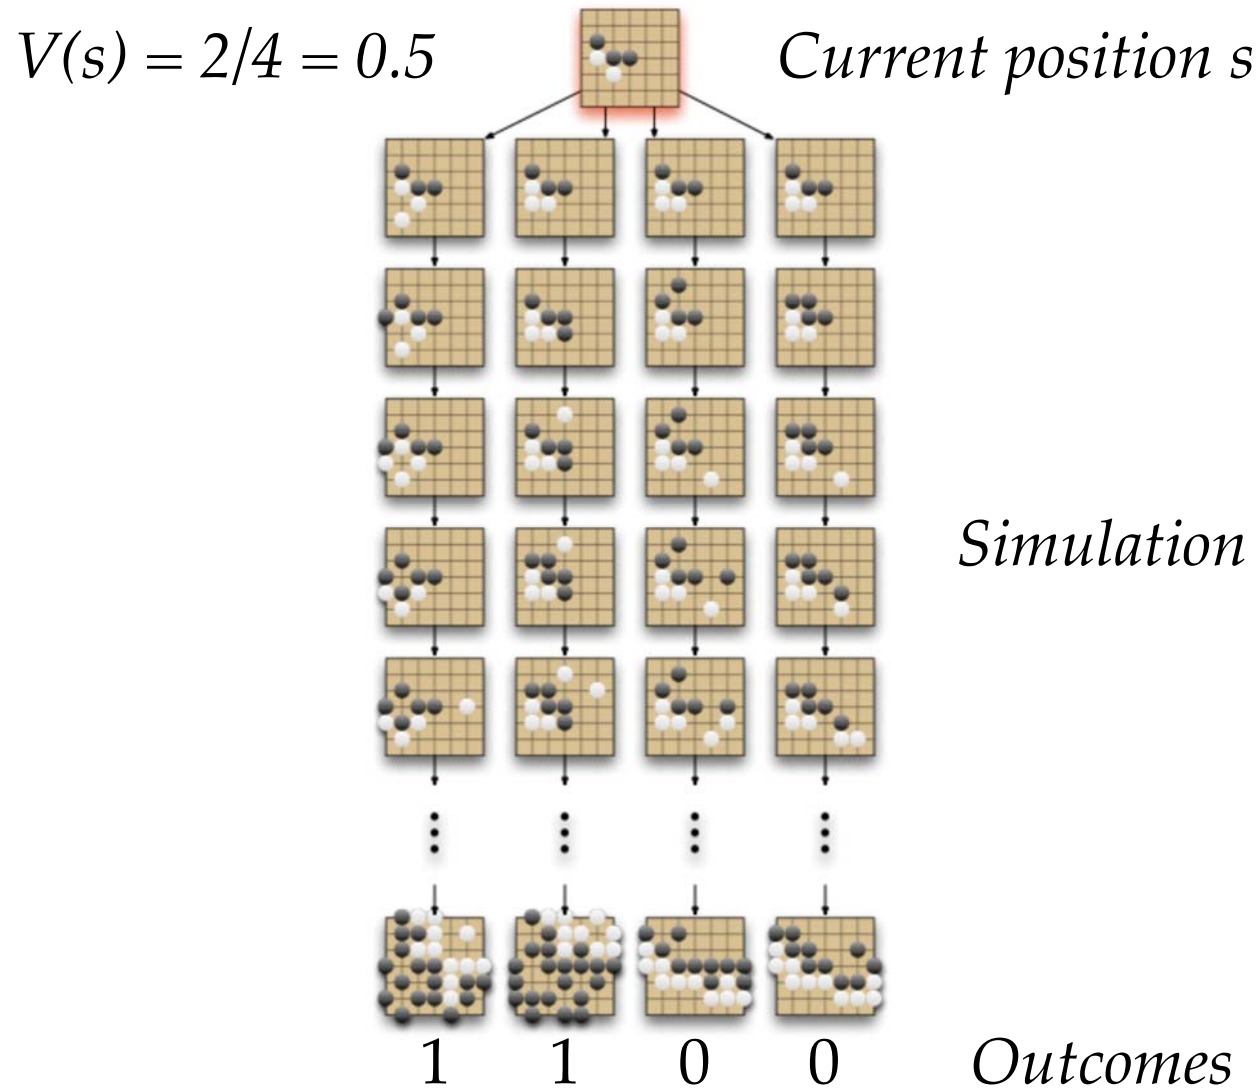 V(s) = 2/4 = 0.5
Current position s
Simulation
1 1 0 0
Outcomes